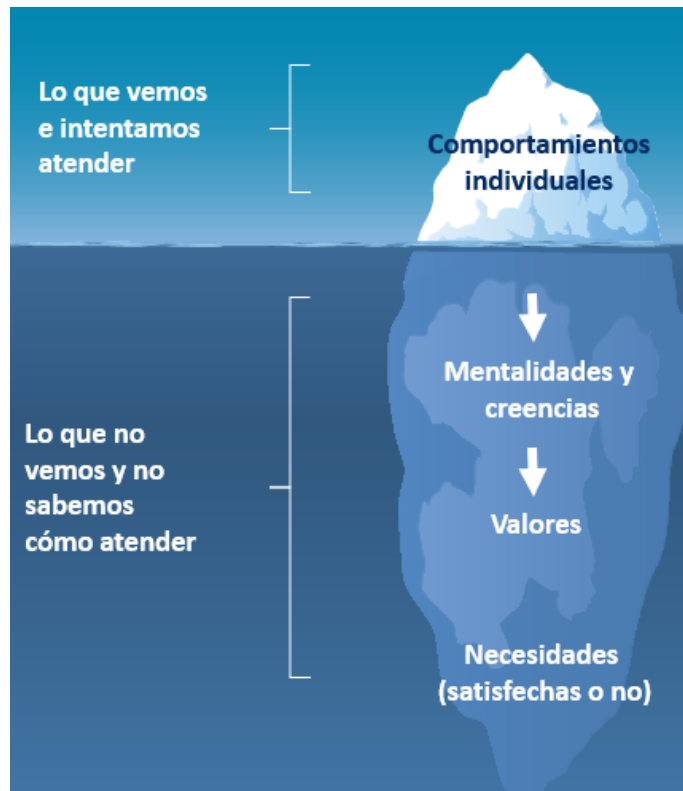 Lo que vemos
e intentamos
atender
Comportamientos
individuales
Mentalidades y
creencias
Lo que no
vemos y no
sabemos
cómo atender
Valores
Necesidades
(satisfechas o no)